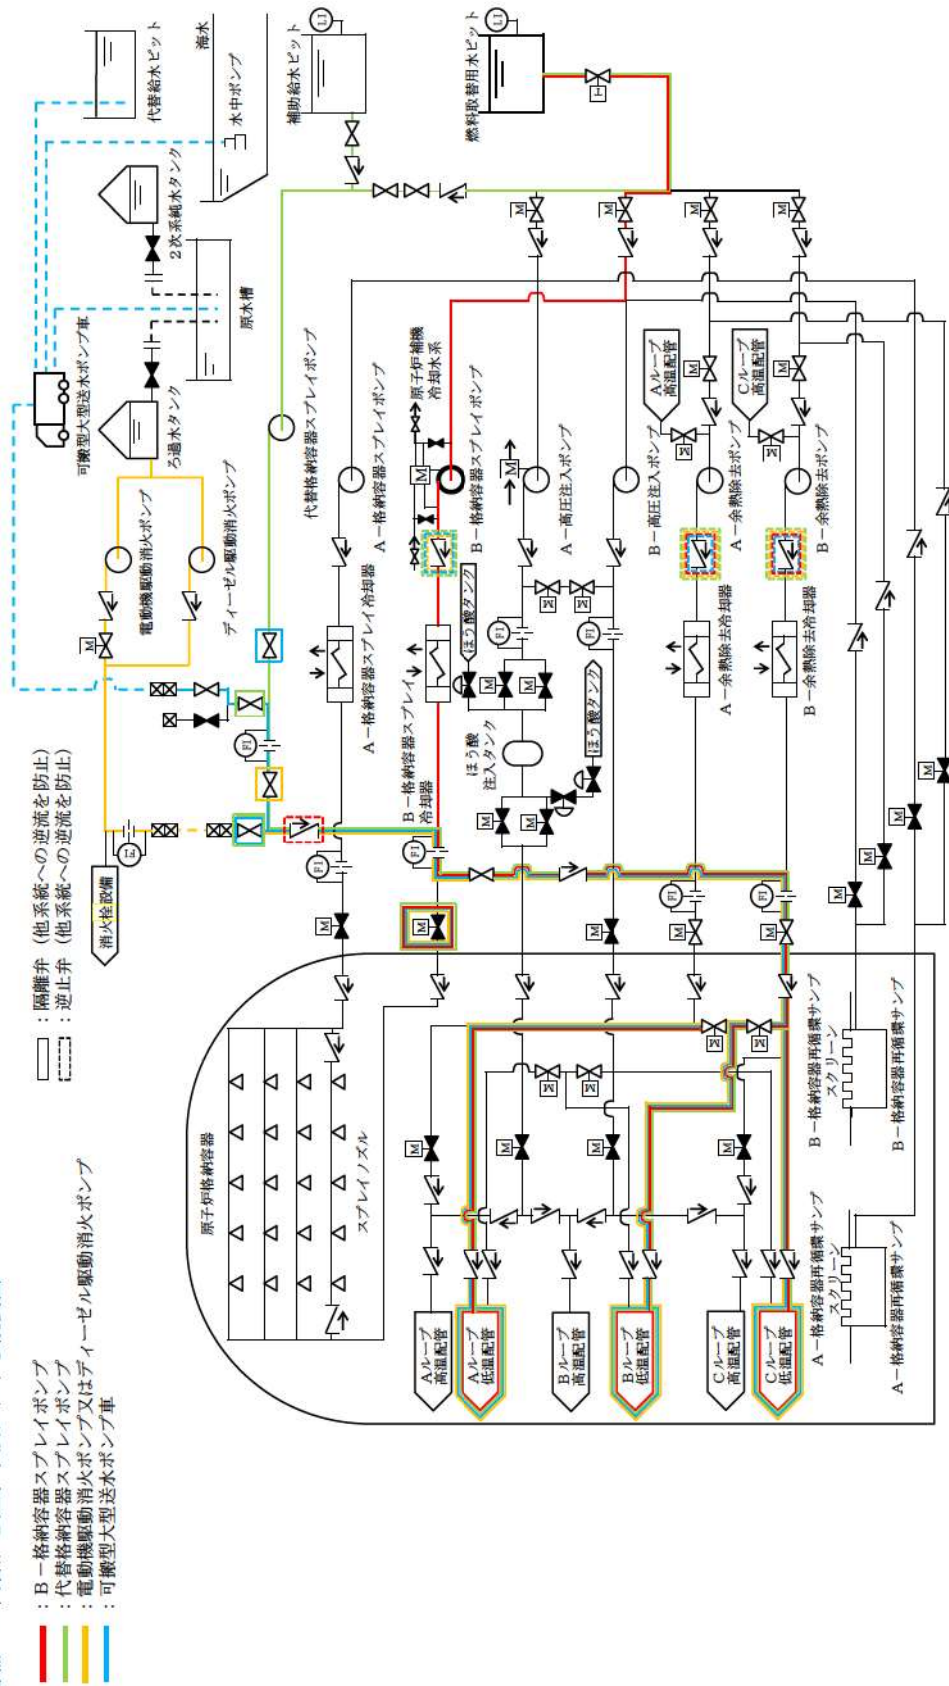 ：B－格納容器スプレイポンプ
：代替格納容器スプレイポンプ
：電動機駆動消火ポンプ又はディーゼル駆動消火ポンプ
：可搬型大型送水ポンプ車
：隔離弁（他系統への逆流を防止）
：逆止弁（他系統への逆流を防止）
消火栓設備
FI
M
電動機駆動消火ポンプ
ディーゼル駆動消火ポンプ
可搬型大型送水ポンプ車
ろ過水タンク
2次系純水タンク
原水槽
代替給水ピット
海水
水中ポンプ
補助給水ピット
LI
燃料取替用水ピット
LI
FI
代替格納容器スプレイポンプ
原子炉格納容器
スプレイノズル
FI
M
A－格納容器スプレイ冷却器
A－格納容器スプレイポンプ
原子炉補機
冷却水系
M
FI
M
B－格納容器スプレイ
冷却器
B－格納容器スプレイポンプ
ほう酸タンク
ほう酸
注入タンク
ほう酸タンク
M
M
M
M
FI
FI
M
M
M
A－高圧注入ポンプ
B－高圧注入ポンプ
M
M
M
M
Aループ
高温配管
Cループ
高温配管
M
M
M
M
A－余熱除去ポンプ
B－余熱除去ポンプ
A－余熱除去冷却器
B－余熱除去冷却器
FI
FI
M
M
M
M
M
M
M
M
M
M
M
M
Aループ
高温配管
Aループ
低温配管
Bループ
高温配管
Bループ
低温配管
Cループ
高温配管
Cループ
低温配管
M
M
M
M
B－格納容器再循環サンプ
スクリーン
B－格納容器再循環サンプ
A－格納容器再循環サンプ
スクリーン
A－格納容器再循環サンプ